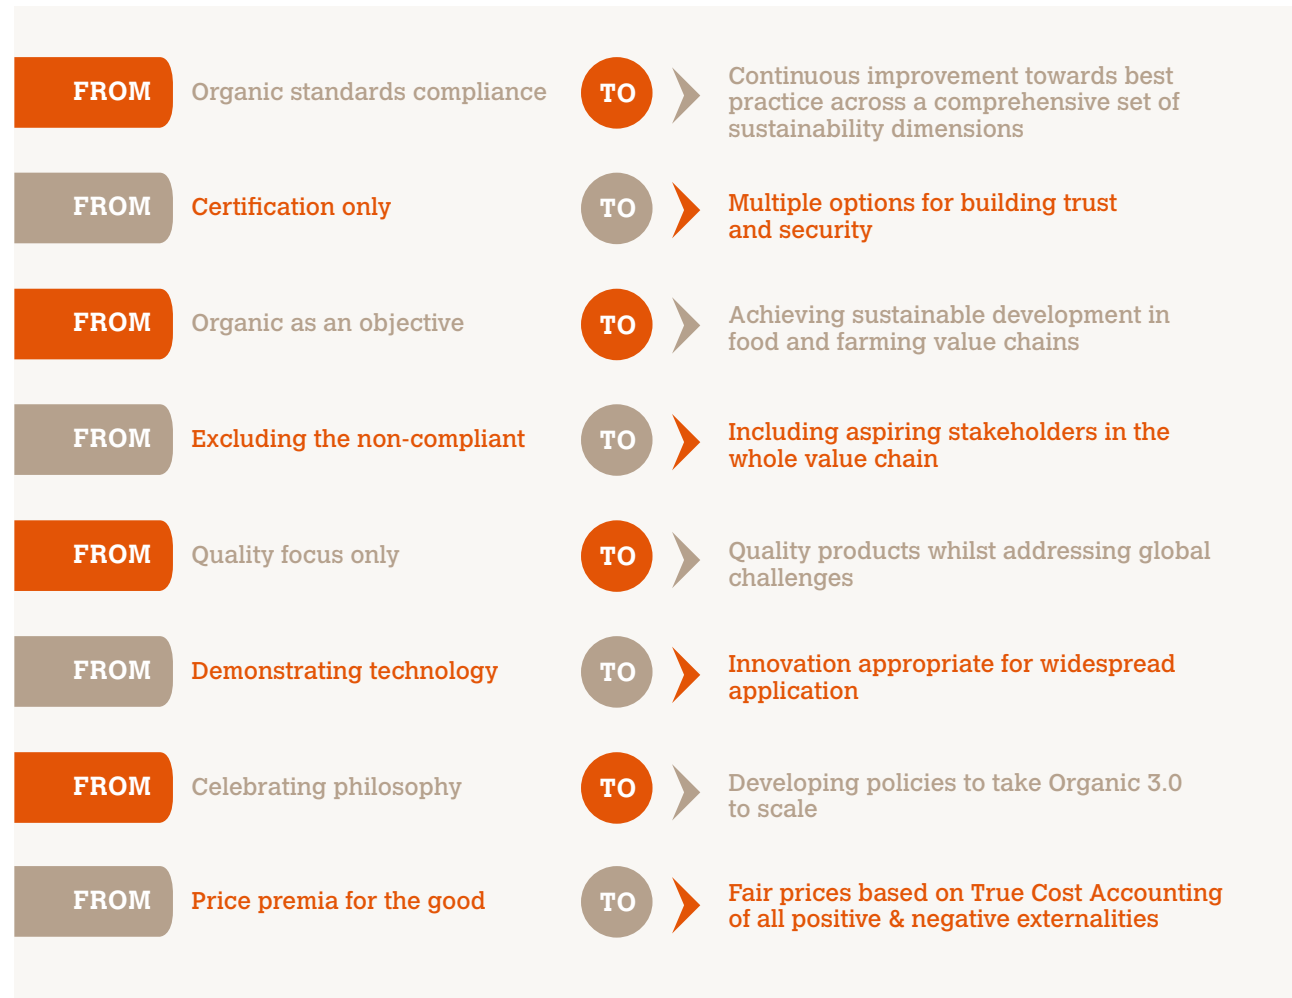 FROM Organic standards compliance TO Continuous improvement towards best
practice across a comprehensive set of
sustainability dimensions
FROM Certification only TO Multiple options for building trust
and security
FROM Organic as an objective TO Achieving sustainable development in
food and farming value chains
FROM Excluding the non-compliant TO Including aspiring stakeholders in the
whole value chain
FROM Quality focus only TO Quality products whilst addressing global
challenges
FROM Demonstrating technology TO Innovation appropriate for widespread
application
FROM Celebrating philosophy TO Developing policies to take Organic 3.0
to scale
FROM Price premia for the good TO Fair prices based on True Cost Accounting
of all positive & negative externalities